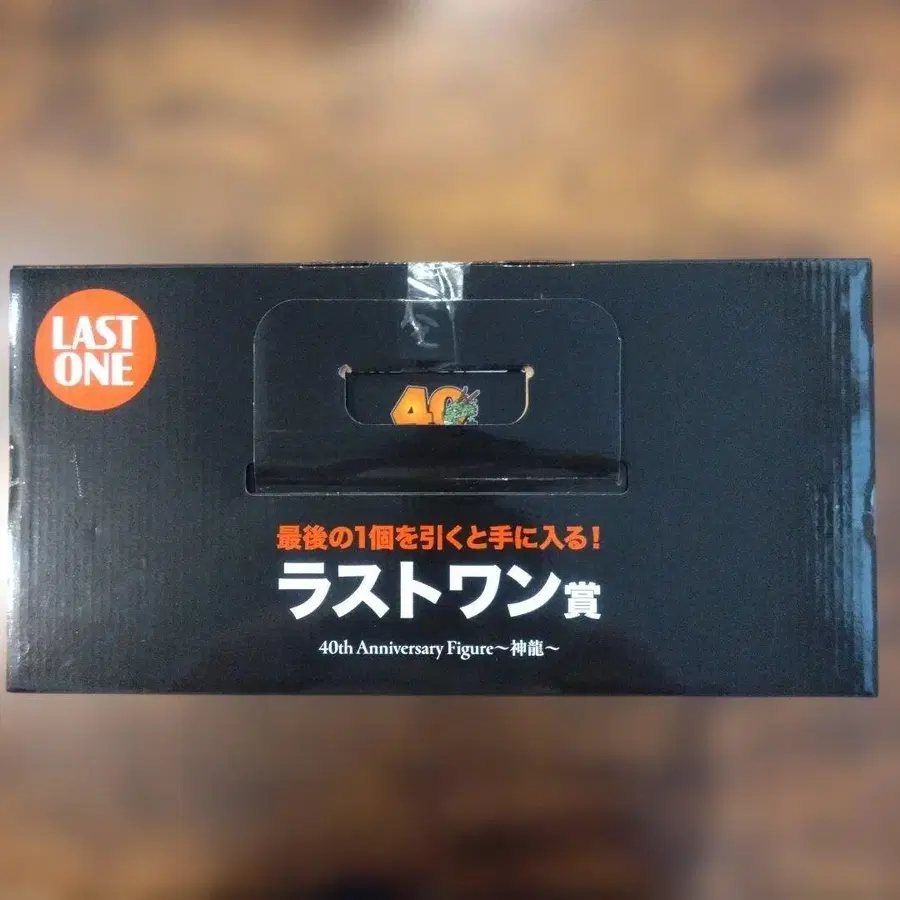 LAST
ONE
40
最後の1個を引くと手に入る!
ラストワン賞
40th Anniversary Figure〜神龍〜